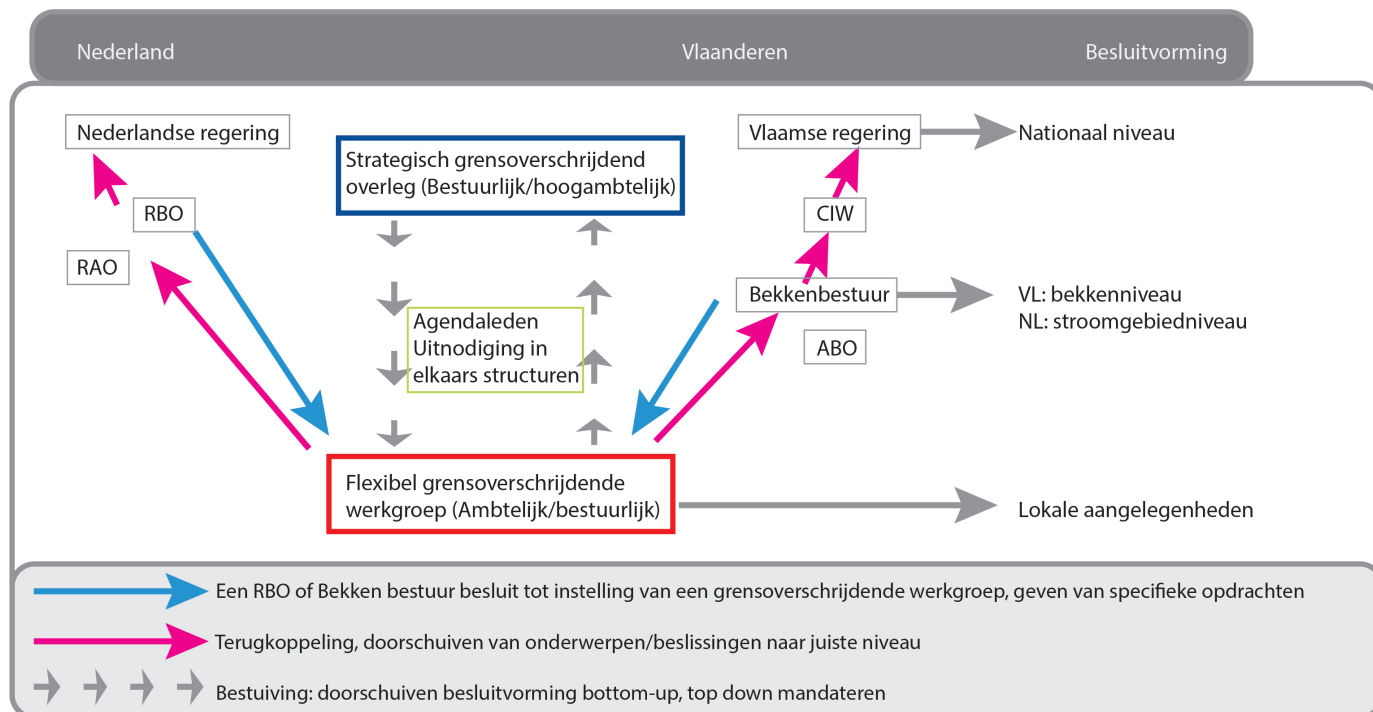 Nederland
Vlaanderen
Besluitvorming
Nederlandse regering
Vlaamse regering
Nationaal niveau
Strategisch grensoverschrijdend
overleg (Bestuurlijk/hoogambtelijk)
RBO
CIW
RAO
Bekkenbestuur
VL: bekkenniveau
NL: stroomgebiedniveau
Agendaleden
Uitnodiging in
elkaars structuren
ABO
Flexibel grensoverschrijdende
werkgroep (Ambtelijk/bestuurlijk)
Lokale aangelegenheden
Een RBO of Bekken bestuur besluit tot instelling van een grensoverschrijdende werkgroep, geven van specifieke opdrachten
Terugkoppeling, doorschuiven van onderwerpen/beslissingen naar juiste niveau
Bestuiving: doorschuiven besluitvorming bottom-up, top down mandateren